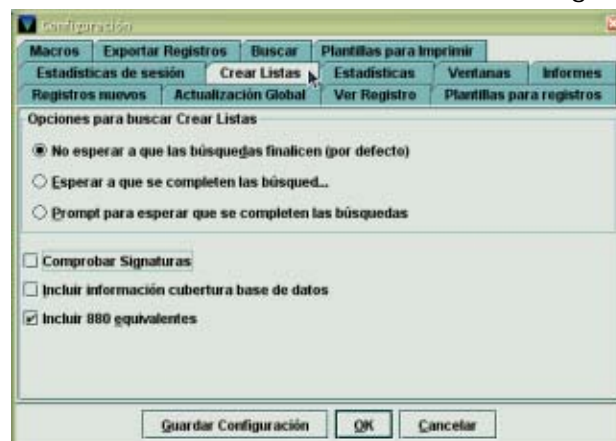 Configuración
Macros Exportar Registros Buscar Plantillas para Imprimir
Estadísticas de sesión Crear Listas Estadísticas Ventanas Informes
Registros nuevos Actualización Global Ver Registro Plantillas para registros
Opciones para buscar Crear Listas
No esperar a que las búsquedas finalicen (por defecto)
Esperar a que se completen las búsqued...
Prompt para esperar que se completen las búsquedas
Comprobar Signaturas
Incluir información cubertura base de datos
Incluir 880 equivalentes
Guardar Configuración OK Cancelar